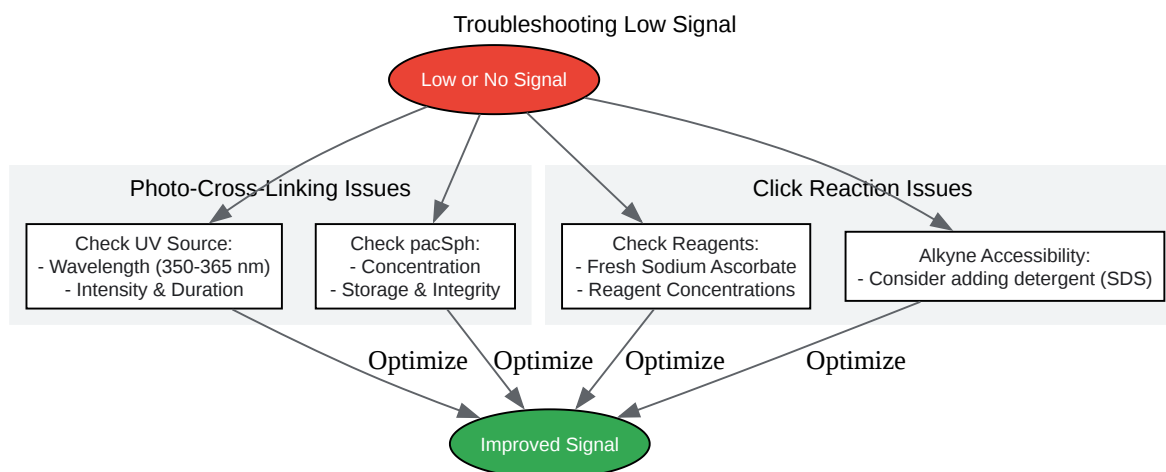 Troubleshooting Low Signal
Low or No Signal
Photo-Cross-Linking Issues
Click Reaction Issues
Check UV Source:
- Wavelength (350-365 nm)
- Intensity & Duration
Check pacSph:
- Concentration
- Storage & Integrity
Check Reagents:
- Fresh Sodium Ascorbate
- Reagent Concentrations
Alkyne Accessibility:
- Consider adding detergent (SDS)
Optimize
Optimize
Optimize
Optimize
Improved Signal